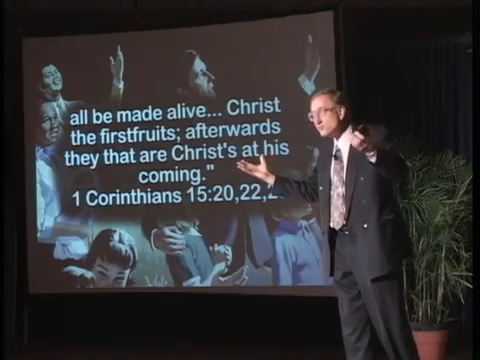 all be made alive... Christ
the firstfruits; afterwards
they that are Christ's at his
coming."
1 Corinthians 15:20,22,2